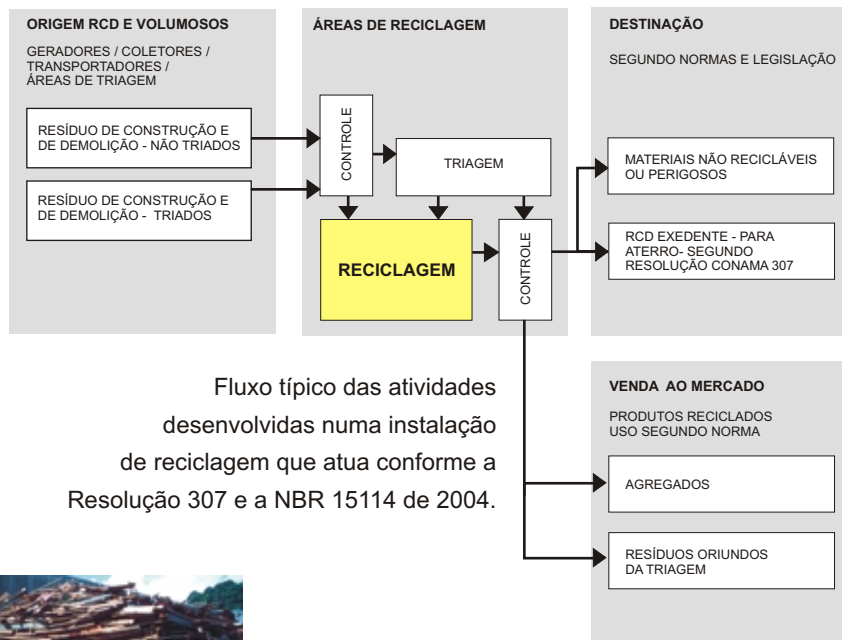 ORIGEM RCD E VOLUMOSOS
GERADORES / COLETORES /
TRANSPORTADORES /
ÁREAS DE TRIAGEM
RESÍDUO DE CONSTRUÇÃO E
DE DEMOLIÇÃO - NÃO TRIADOS
RESÍDUO DE CONSTRUÇÃO E
DE DEMOLIÇÃO - TRIADOS
ÁREAS DE RECICLAGEM
CONTROLE
TRIAGEM
RECICLAGEM
CONTROLE
DESTINAÇÃO
SEGUNDO NORMAS E LEGISLAÇÃO
MATERIAIS NÃO RECICLÁVEIS
OU PERIGOSOS
RCD EXEDENTE - PARA
ATERRO- SEGUNDO
RESOLUÇÃO CONAMA 307
Fluxo típico das atividades
desenvolvidas numa instalação
de reciclagem que atua conforme a
Resolução 307 e a NBR 15114 de 2004.
VENDA AO MERCADO
PRODUTOS RECICLADOS
USO SEGUNDO NORMA
AGREGADOS
RESÍDUOS ORIUNDOS
DA TRIAGEM